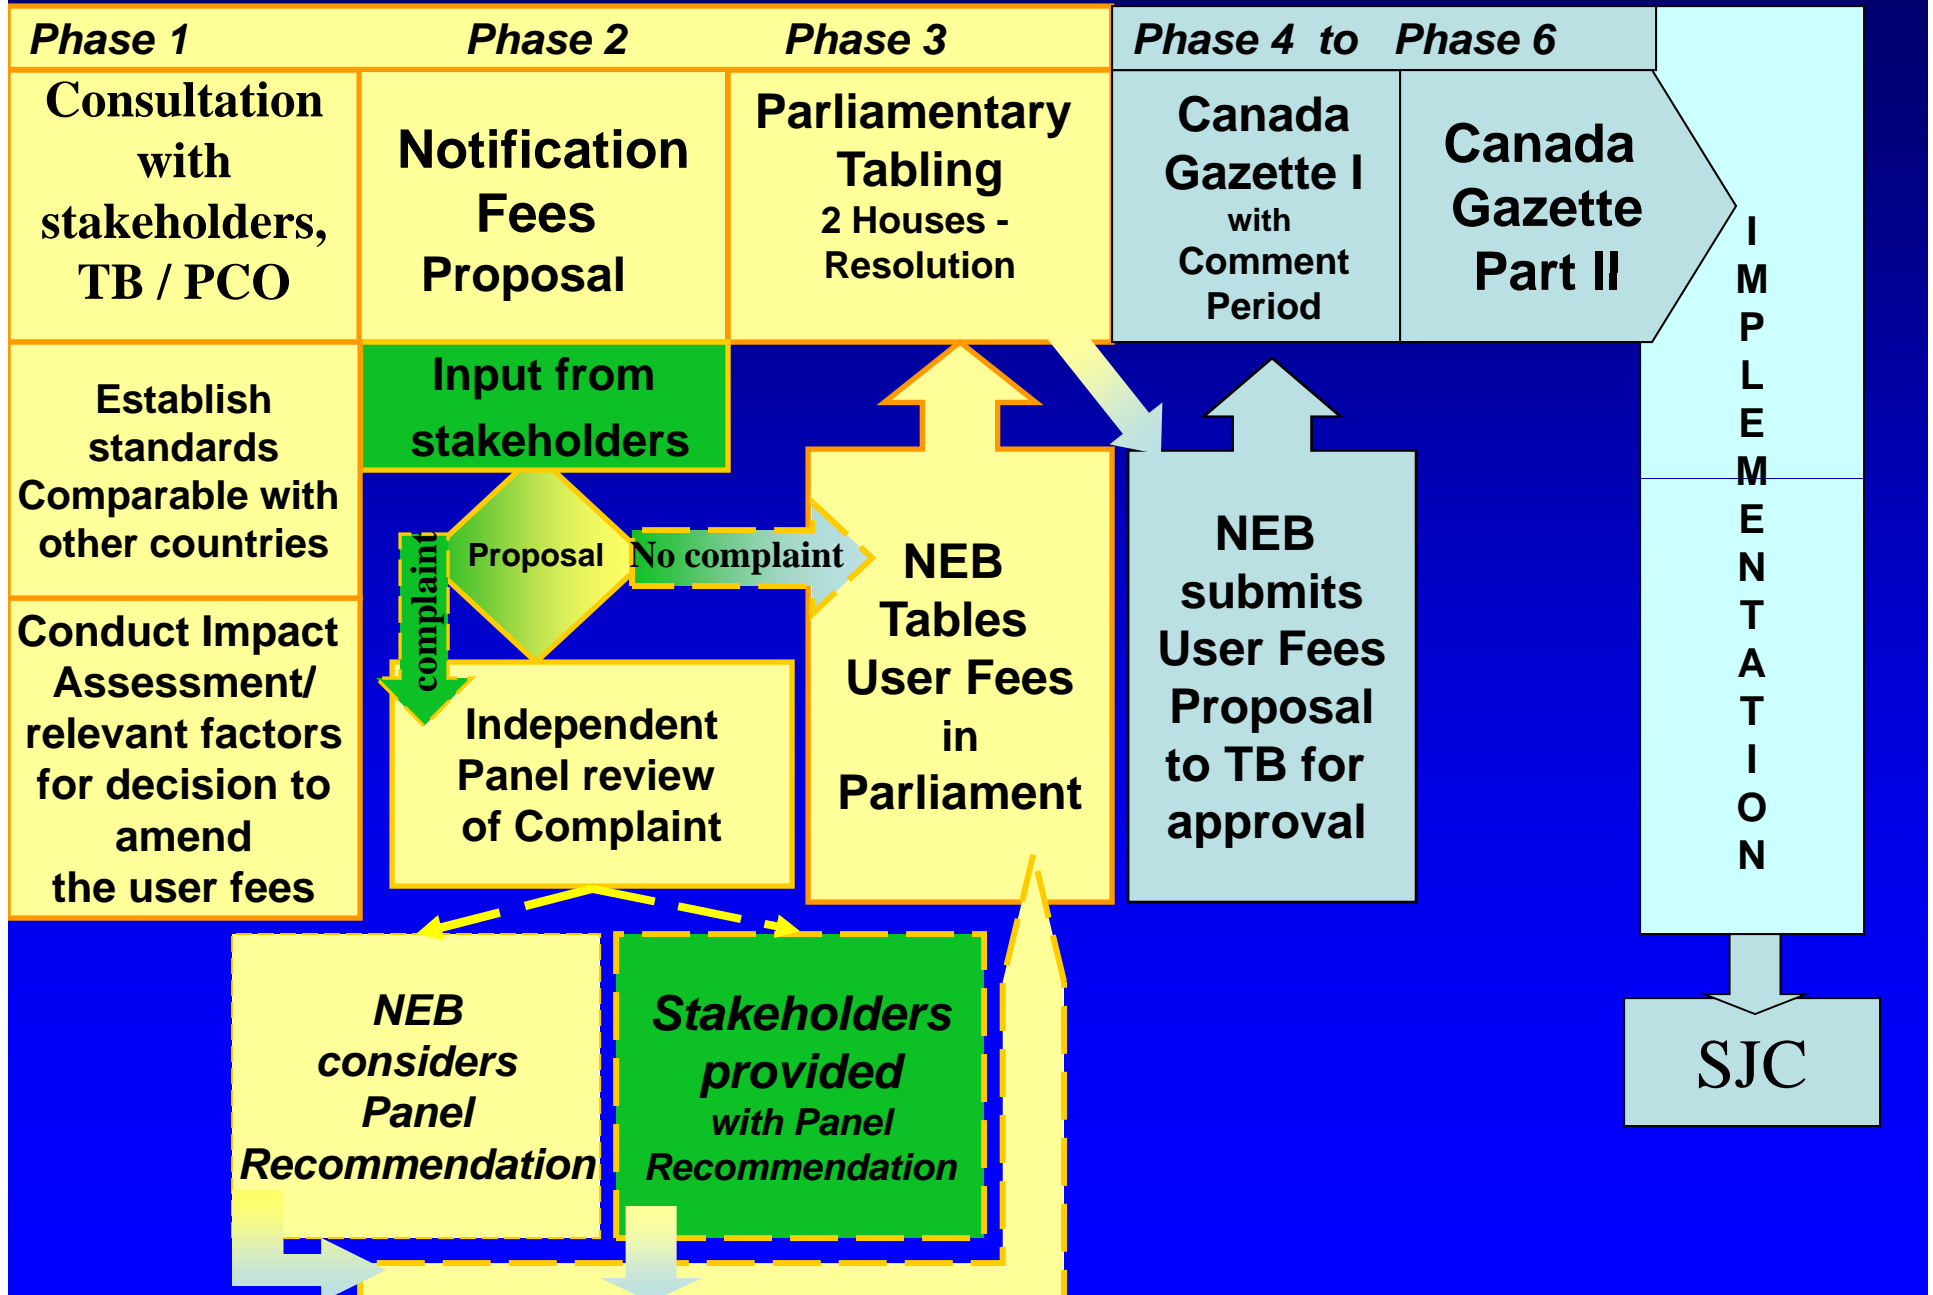 Phase 1
Phase 2
Phase 3
Phase 4 to Phase 6
Consultation
with
stakeholders,
TB / PCO
Notification
Fees
Proposal
Parliamentary
Tabling
2 Houses -
Resolution
Canada
Gazette I
with
Comment
Period
Canada
Gazette
Part II
Establish
standards
Comparable with
other countries
Conduct Impact
Assessment/
relevant factors
for decision to
amend
the user fees
Input from
stakeholders
Proposal
complaint
No complaint
Independent
Panel review
of Complaint
NEB
considers
Panel
Recommendation
Stakeholders
provided
with Panel
Recommendation
NEB
Tables
User Fees
in
Parliament
NEB
submits
User Fees
Proposal
to TB for
approval
I
M
P
L
E
M
E
N
T
A
T
I
O
N
SJC